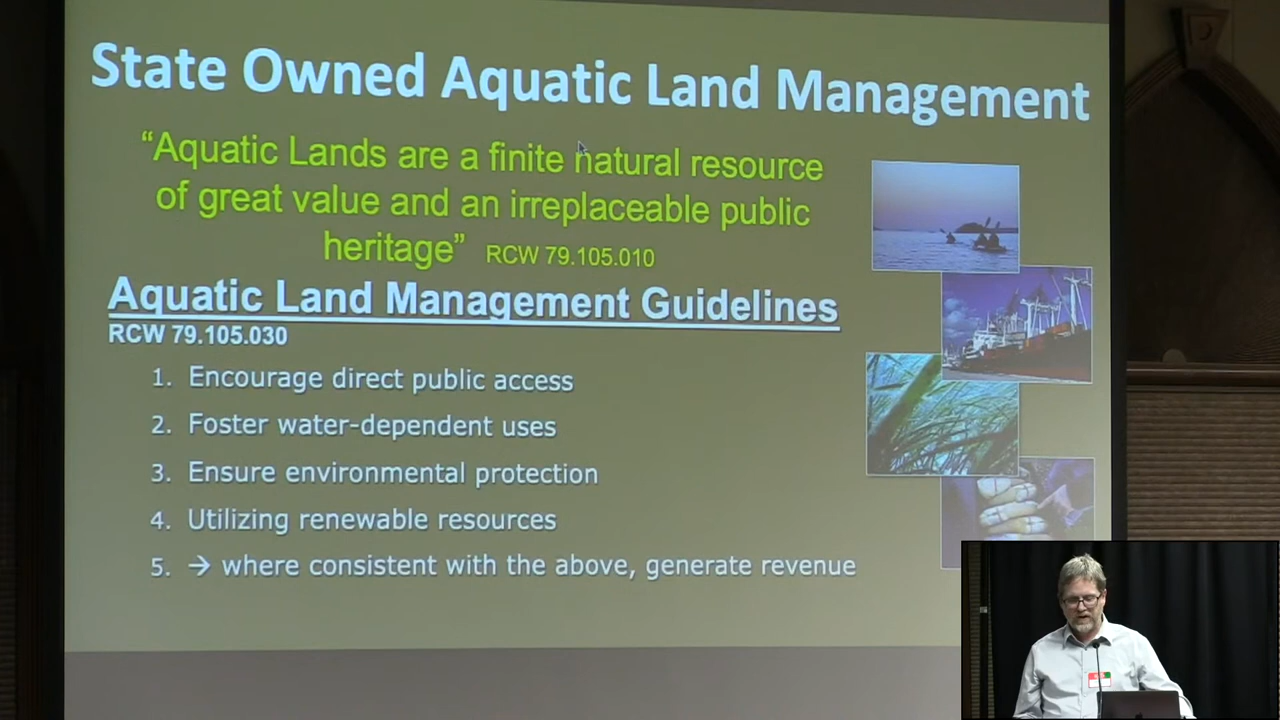 State Owned Aquatic Land Management
“Aquatic Lands are a finite natural resource
of great value and an irreplaceable public
heritage” RCW 79.105.010
Aquatic Land Management Guidelines
RCW 79.105.030
1. Encourage direct public access
2. Foster water-dependent uses
3. Ensure environmental protection
4. Utilizing renewable resources
5. → where consistent with the above, generate revenue